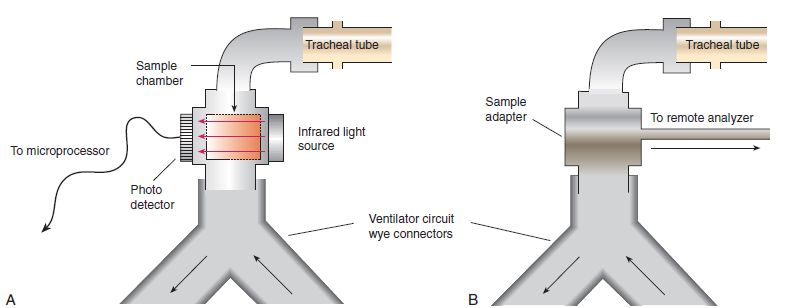 Tracheal tube
Sample
chamber
Infrared light
source
To microprocessor
Photo
detector
Ventilator circuit
wye connectors
A
Tracheal tube
Sample
adapter
To remote analyzer
B